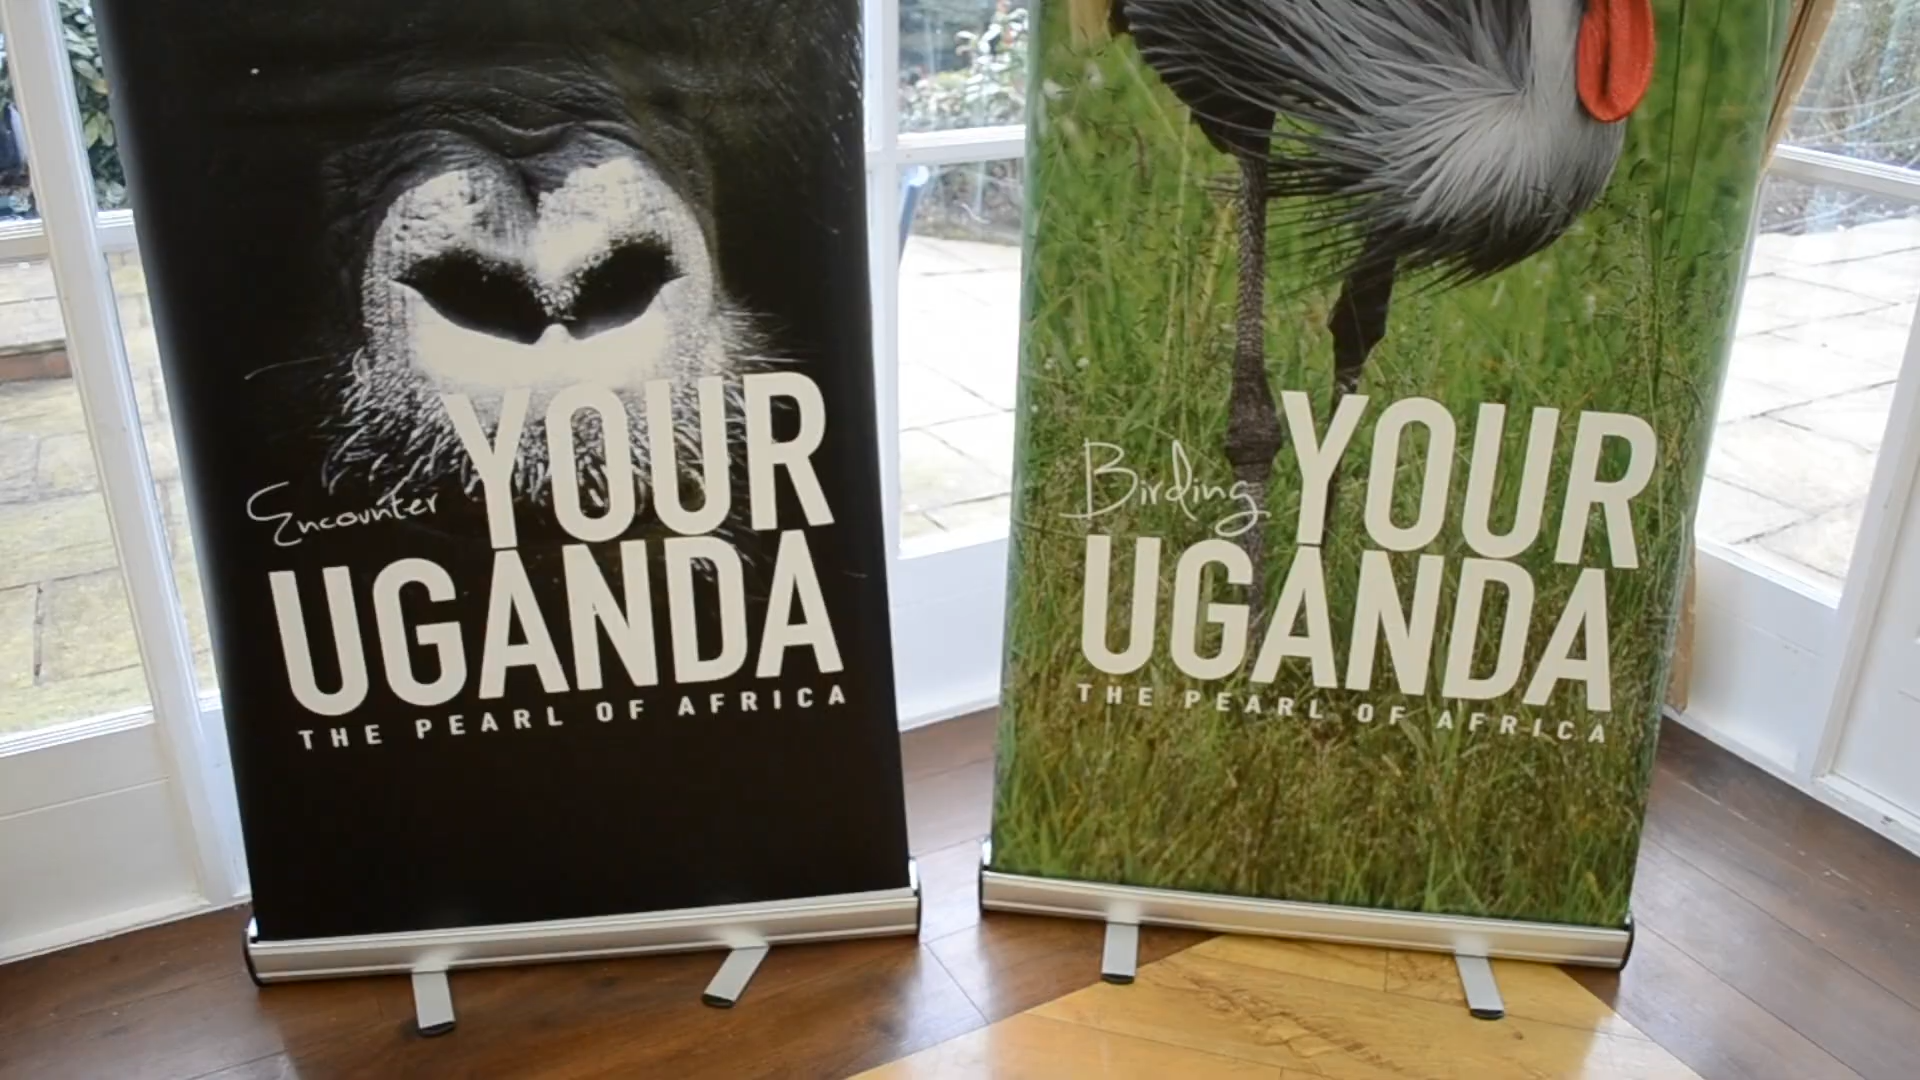 Encounter YOUR
UGANDA
THE PEARL OF AFRICA
Birding YOUR
UGANDA
THE PEARL OF AFRICA